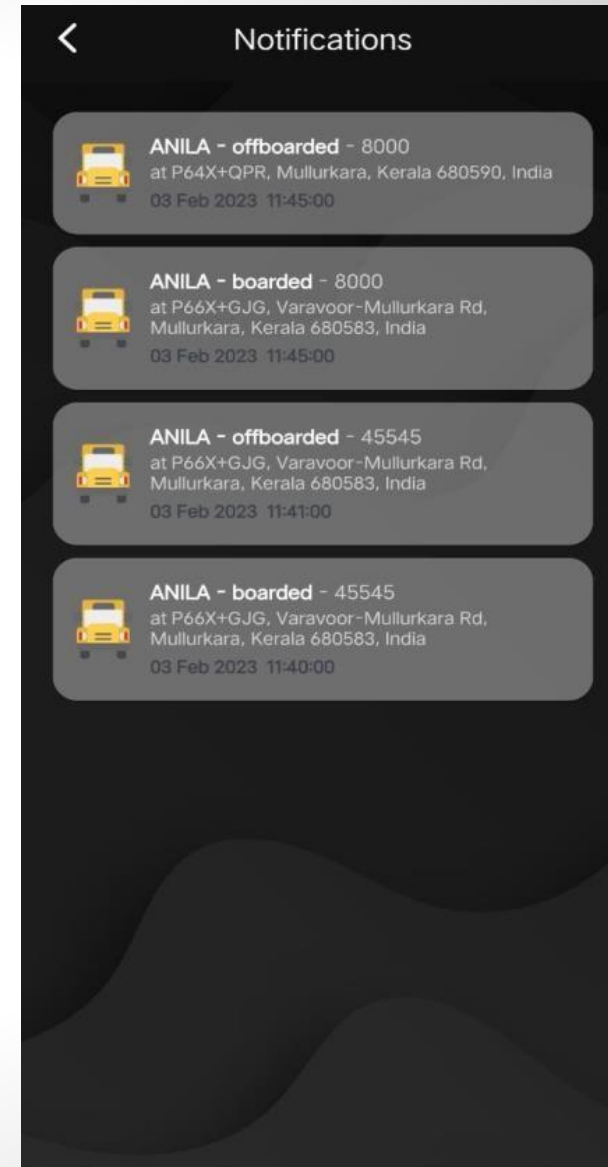 Notifications
ANILA - offboarded - 8000
at P64X+QPR, Mullurkara, Kerala 680590, India
03 Feb 2023 11:45:00
ANILA - boarded - 8000
at P66X+GJG, Varavoor-Mullurkara Rd,
Mullurkara, Kerala 680583, India
03 Feb 2023 11:45:00
ANILA - offboarded - 45545
at P66X+GJG, Varavoor-Mullurkara Rd,
Mullurkara, Kerala 680583, India
03 Feb 2023 11:41:00
ANILA - boarded - 45545
at P66X+GJG, Varavoor-Mullurkara Rd,
Mullurkara, Kerala 680583, India
03 Feb 2023 11:40:00